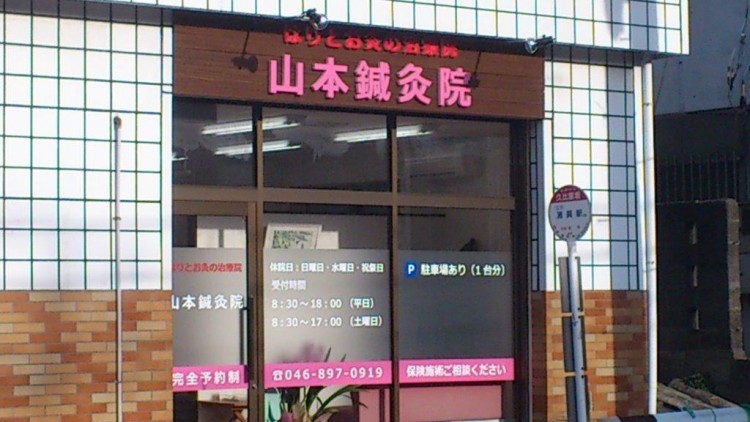 はりとお灸の治療院
山本鍼灸院
はりとお灸の治療院
山本鍼灸院
完全予約制
休院日:日曜日・水曜日・祝祭日
受付時間
8:30~18:00 (平日)
8:30~17:00 (土曜日)
☎046-897-0919
P 駐車場あり(1台分)
保険施術ご相談ください